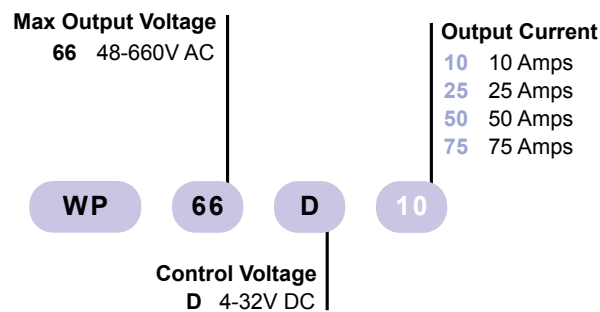 Max Output Voltage
66 48-660V AC
Output Current
10 10 Amps
25 25 Amps
50 50 Amps
75 75 Amps
WP 66 D 10
Control Voltage
D 4-32V DC